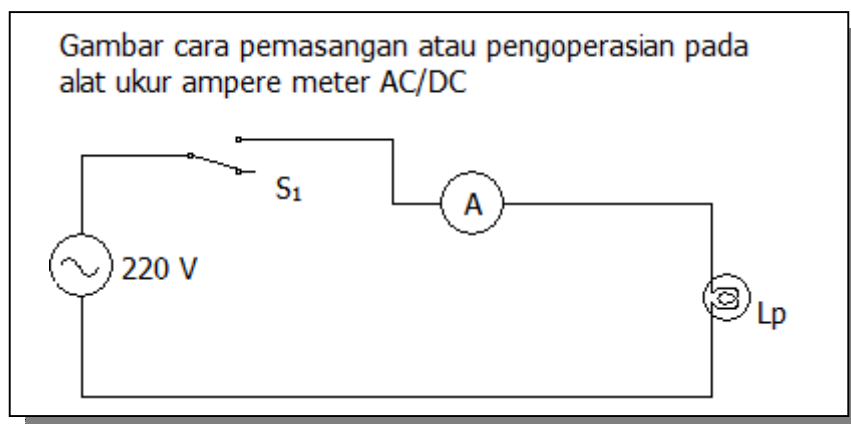 Gambar cara pemasangan atau pengoperasian pada
alat ukur ampere meter AC/DC
S₁
A
220 V
Lp